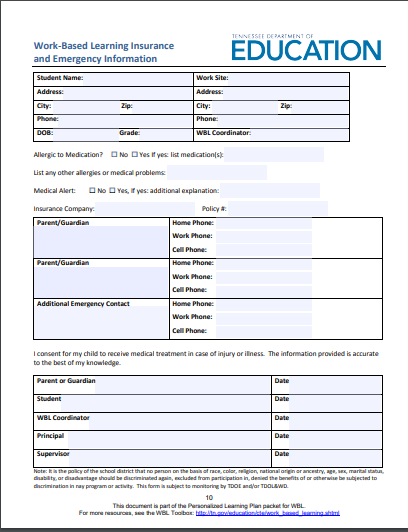 TENNESSEE DEPARTMENT OF
EDUCATION
Work-Based Learning Insurance
and Emergency Information
Student Name: Work Site:
Address: Address:
City: Zip: City: Zip:
Phone: Phone:
DOB: Grade: WBL Coordinator:
Allergic to Medication? ☐ No ☐ Yes If yes: list medication(s):
List any other allergies or medical problems:
Medical Alert: ☐ No ☐ Yes, If yes: additional explanation:
Insurance Company: Policy #:
Parent/Guardian Home Phone:
Work Phone:
Cell Phone:
Parent/Guardian Home Phone:
Work Phone:
Cell Phone:
Additional Emergency Contact Home Phone:
Work Phone:
Cell Phone:
I consent for my child to receive medical treatment in case of injury or illness. The information provided is accurate
to the best of my knowledge.
Parent or Guardian Date
Student Date
WBL Coordinator Date
Principal Date
Supervisor Date
Note: It is the policy of the school district that no person on the basis of race, color, religion, national origin or ancestry, age, sex, marital status,
disability, or disadvantage should be discriminated again, excluded from participation in, denied the benefits of or otherwise be subjected to
discrimination in nay program or activity. This form is subject to monitoring by TDOE and/or TDOL&WD.
10
This document is part of the Personalized Learning Plan packet for WBL.
For more resources, see the WBL Toolbox: http://tn.gov/education/cte/work_based_learning.shtml